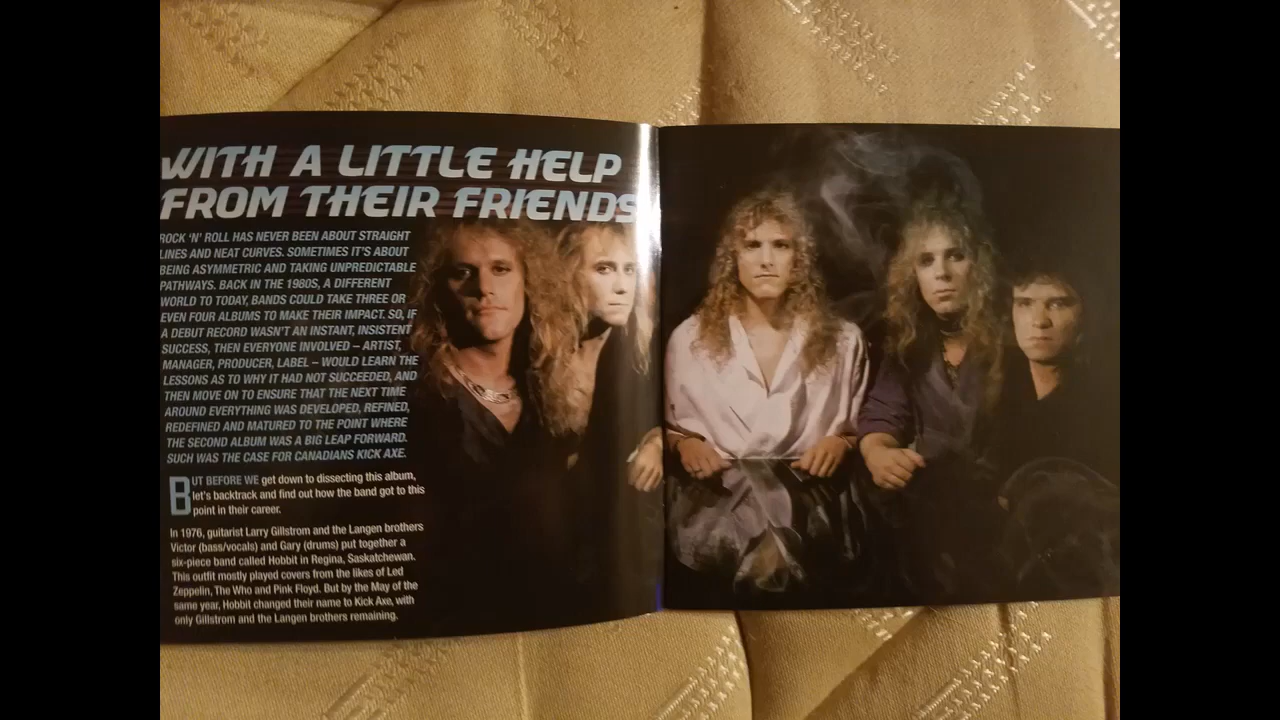 WITH A LITTLE HELP
FROM THEIR FRIENDS
ROCK 'N' ROLL HAS NEVER BEEN ABOUT STRAIGHT
LINES AND NEAT CURVES. SOMETIMES IT'S ABOUT
BEING ASYMMETRIC AND TAKING UNPREDICTABLE
PATHWAYS. BACK IN THE 1980S, A DIFFERENT
WORLD TO TODAY, BANDS COULD TAKE THREE OR
EVEN FOUR ALBUMS TO MAKE THEIR IMPACT. SO, IF
A DEBUT RECORD WASN'T AN INSTANT, INSISTENT
SUCCESS, THEN EVERYONE INVOLVED – ARTIST,
MANAGER, PRODUCER, LABEL – WOULD LEARN THE
LESSONS AS TO WHY IT HAD NOT SUCCEEDED, AND
THEN MOVE ON TO ENSURE THAT THE NEXT TIME
AROUND EVERYTHING WAS DEVELOPED, REFINED,
REDEFINED AND MATURED TO THE POINT WHERE
THE SECOND ALBUM WAS A BIG LEAP FORWARD.
SUCH WAS THE CASE FOR CANADIANS KICK AXE.
BUT BEFORE WE get down to dissecting this album,
let's backtrack and find out how the band got to this
point in their career.
In 1976, guitarist Larry Gillstrom and the Langen brothers
Victor (bass/vocals) and Gary (drums) put together a
six-piece band called Hobbit in Regina, Saskatchewan.
This outfit mostly played covers from the likes of Led
Zeppelin, The Who and Pink Floyd. But by the May of the
same year, Hobbit changed their name to Kick Axe, with
only Gillstrom and the Langen brothers remaining.